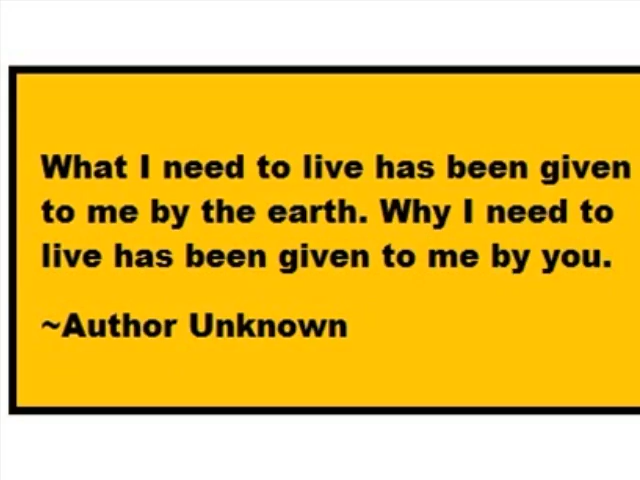 What I need to live has been given
to me by the earth. Why I need to
live has been given to me by you.
~Author Unknown